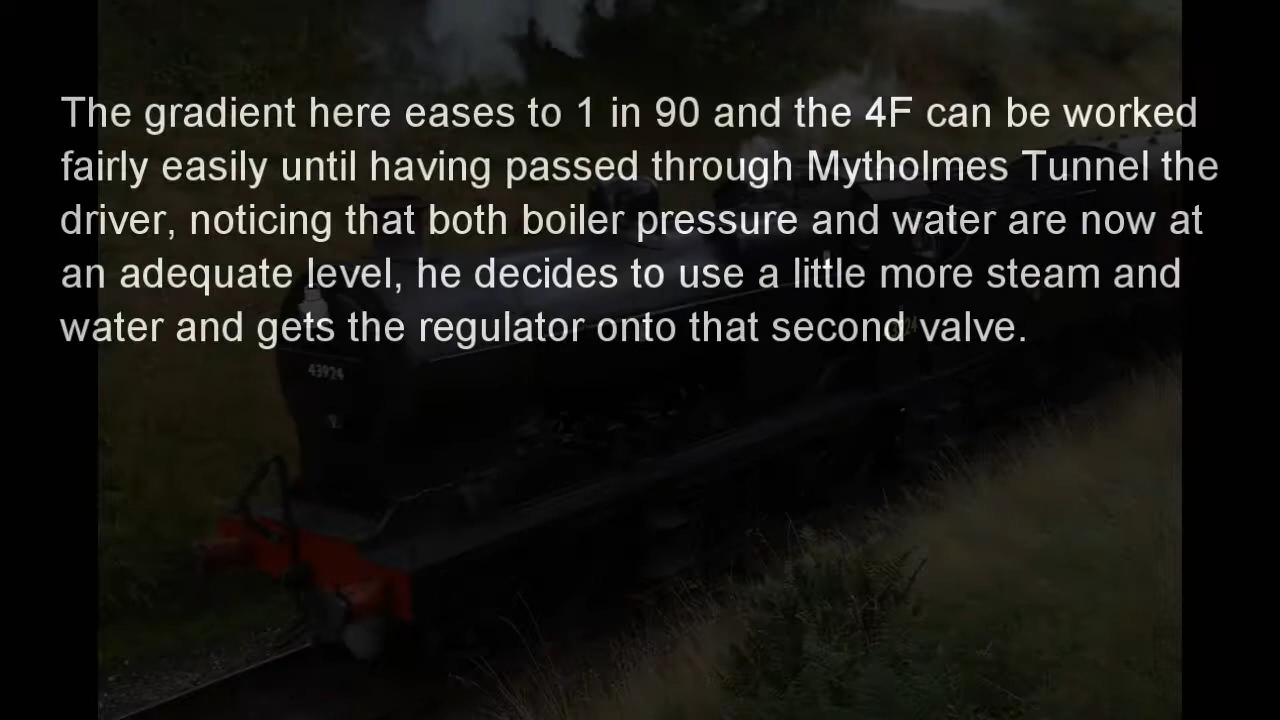 The gradient here eases to 1 in 90 and the 4F can be worked
fairly easily until having passed through Mytholmes Tunnel the
driver, noticing that both boiler pressure and water are now at
an adequate level, he decides to use a little more steam and
water and gets the regulator onto that second valve.
43924